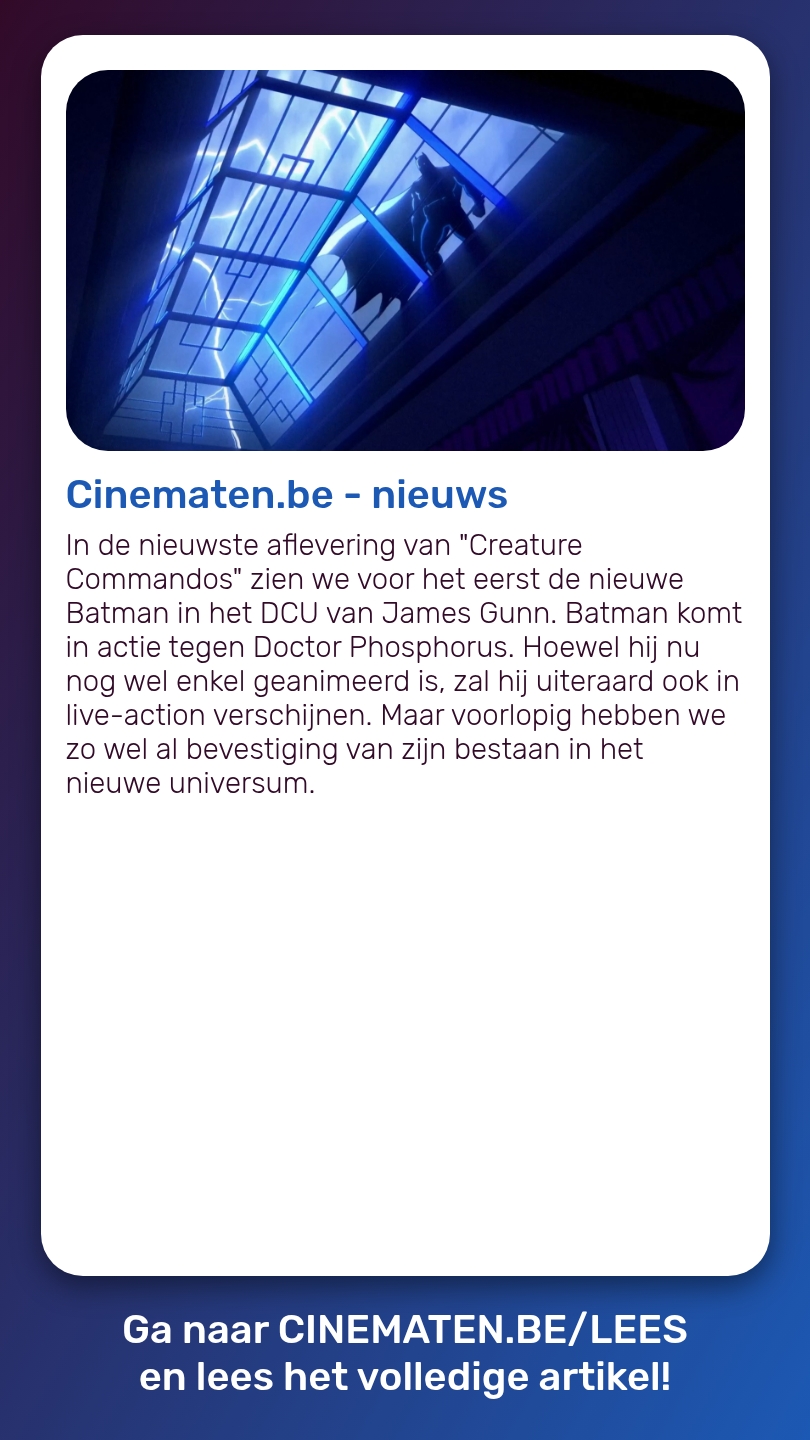 Cinematen.be - nieuws
In de nieuwste aflevering van "Creature
Commandos" zien we voor het eerst de nieuwe
Batman in het DCU van James Gunn. Batman komt
in actie tegen Doctor Phosphorus. Hoewel hij nu
nog wel enkel geanimeerd is, zal hij uiteraard ook in
live-action verschijnen. Maar voorlopig hebben we
zo wel al bevestiging van zijn bestaan in het
nieuwe universum.
Ga naar CINEMATEN.BE/LEES
en lees het volledige artikel!